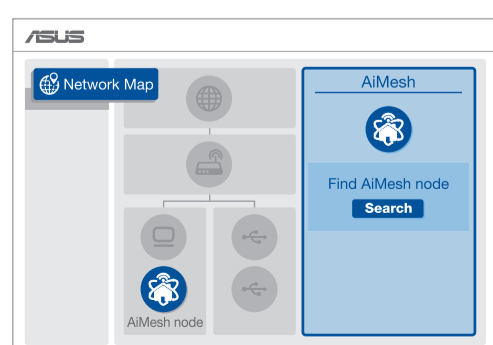 ASUS
Network Map
AiMesh
Find AiMesh node
Search
AiMesh node